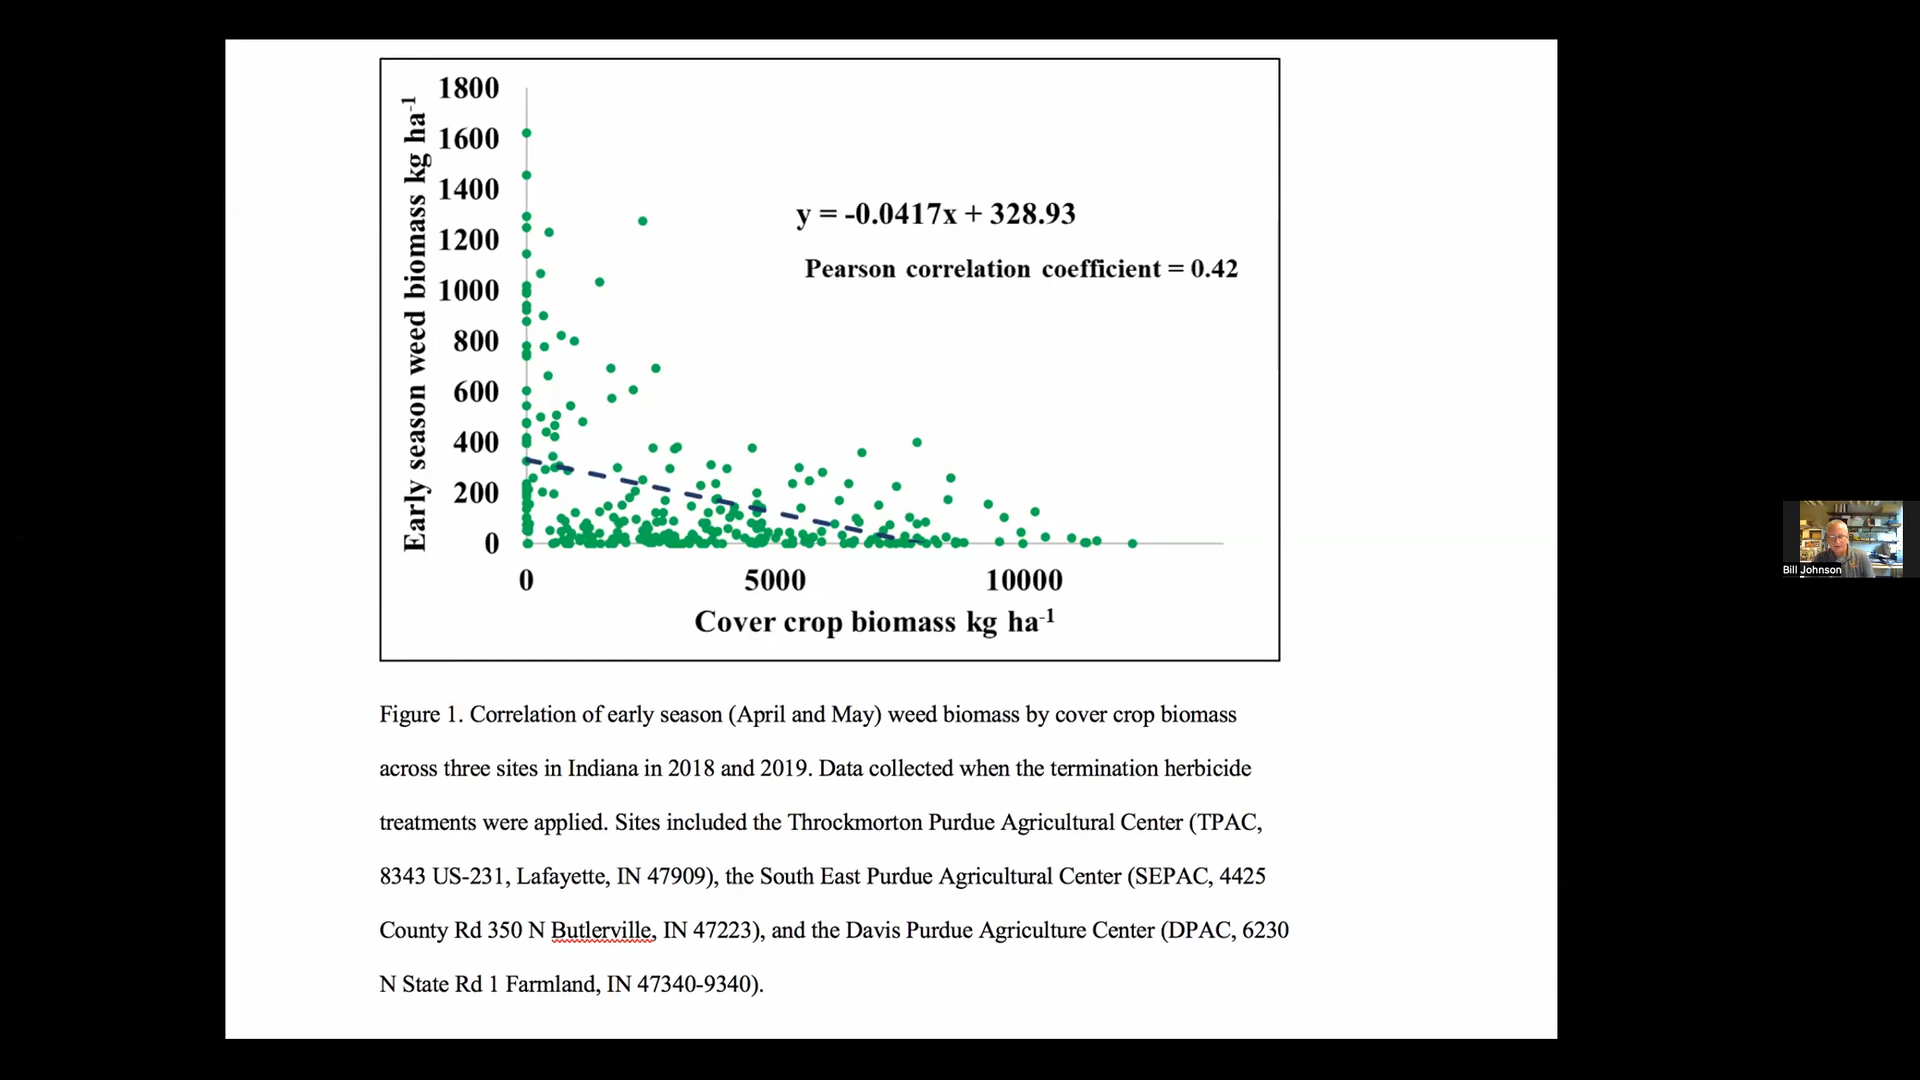 1800
1600
1400
1200
1000
800
600
400
200
0
Early season weed biomass kg ha-1
y = -0.0417x + 328.93
Pearson correlation coefficient = 0.42
0 5000 10000
Cover crop biomass kg ha-1
Figure 1. Correlation of early season (April and May) weed biomass by cover crop biomass
across three sites in Indiana in 2018 and 2019. Data collected when the termination herbicide
treatments were applied. Sites included the Throckmorton Purdue Agricultural Center (TPAC,
8343 US-231, Lafayette, IN 47909), the South East Purdue Agricultural Center (SEPAC, 4425
County Rd 350 N Butlerville, IN 47223), and the Davis Purdue Agriculture Center (DPAC, 6230
N State Rd 1 Farmland, IN 47340-9340).
Bill Johnson